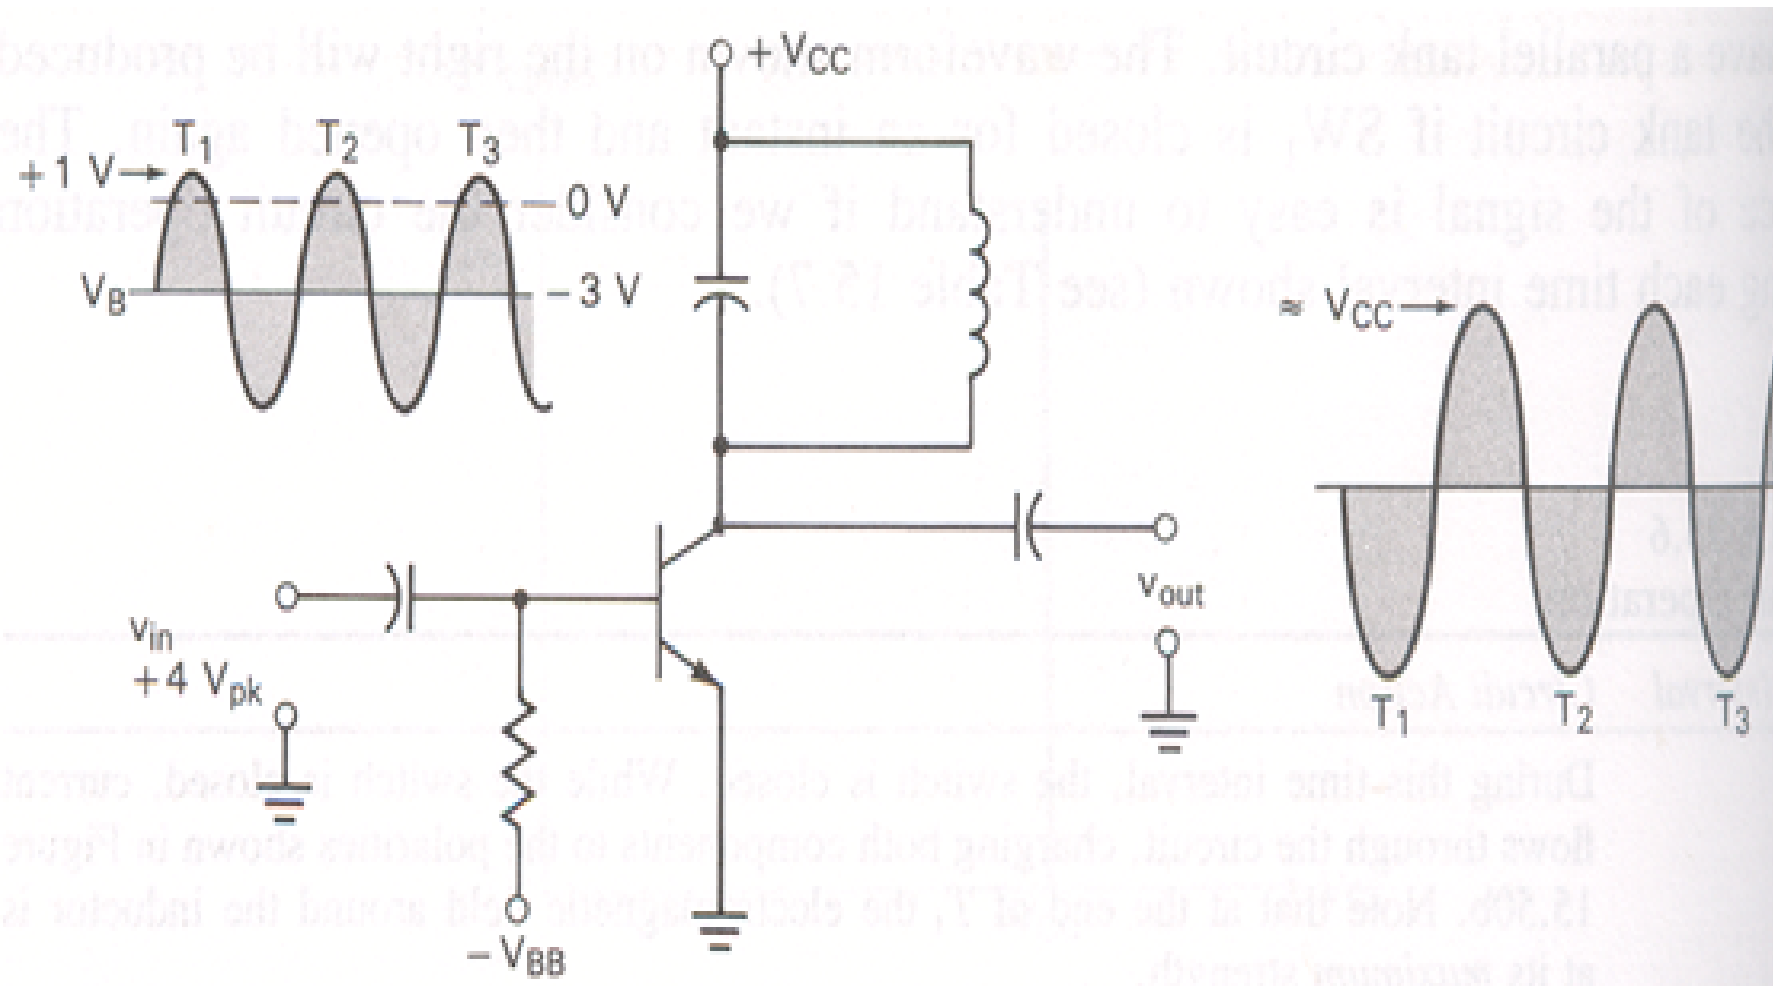 +VCC
T1 T2 T3
+1 V
0 V
VB
-3 V
≈ VCC
vin
+4 Vpk
vout
T1 T2 T3
-VBB
have a parallel tank circuit. The waveform shown on the right will be produced
the tank circuit if SW1 is closed for an instant and then opened again. The
of the signal is easy to understand if we consider the circuit operation
each time interval shown (see Table 15.7).
Circuit Action
During this time interval, the switch is closed. While the switch is closed, current
flows through the circuit, charging both components to the polarities shown in Figure
15.50b. Note that at the end of T1 the electromagnetic field around the inductor is
at its maximum strength.